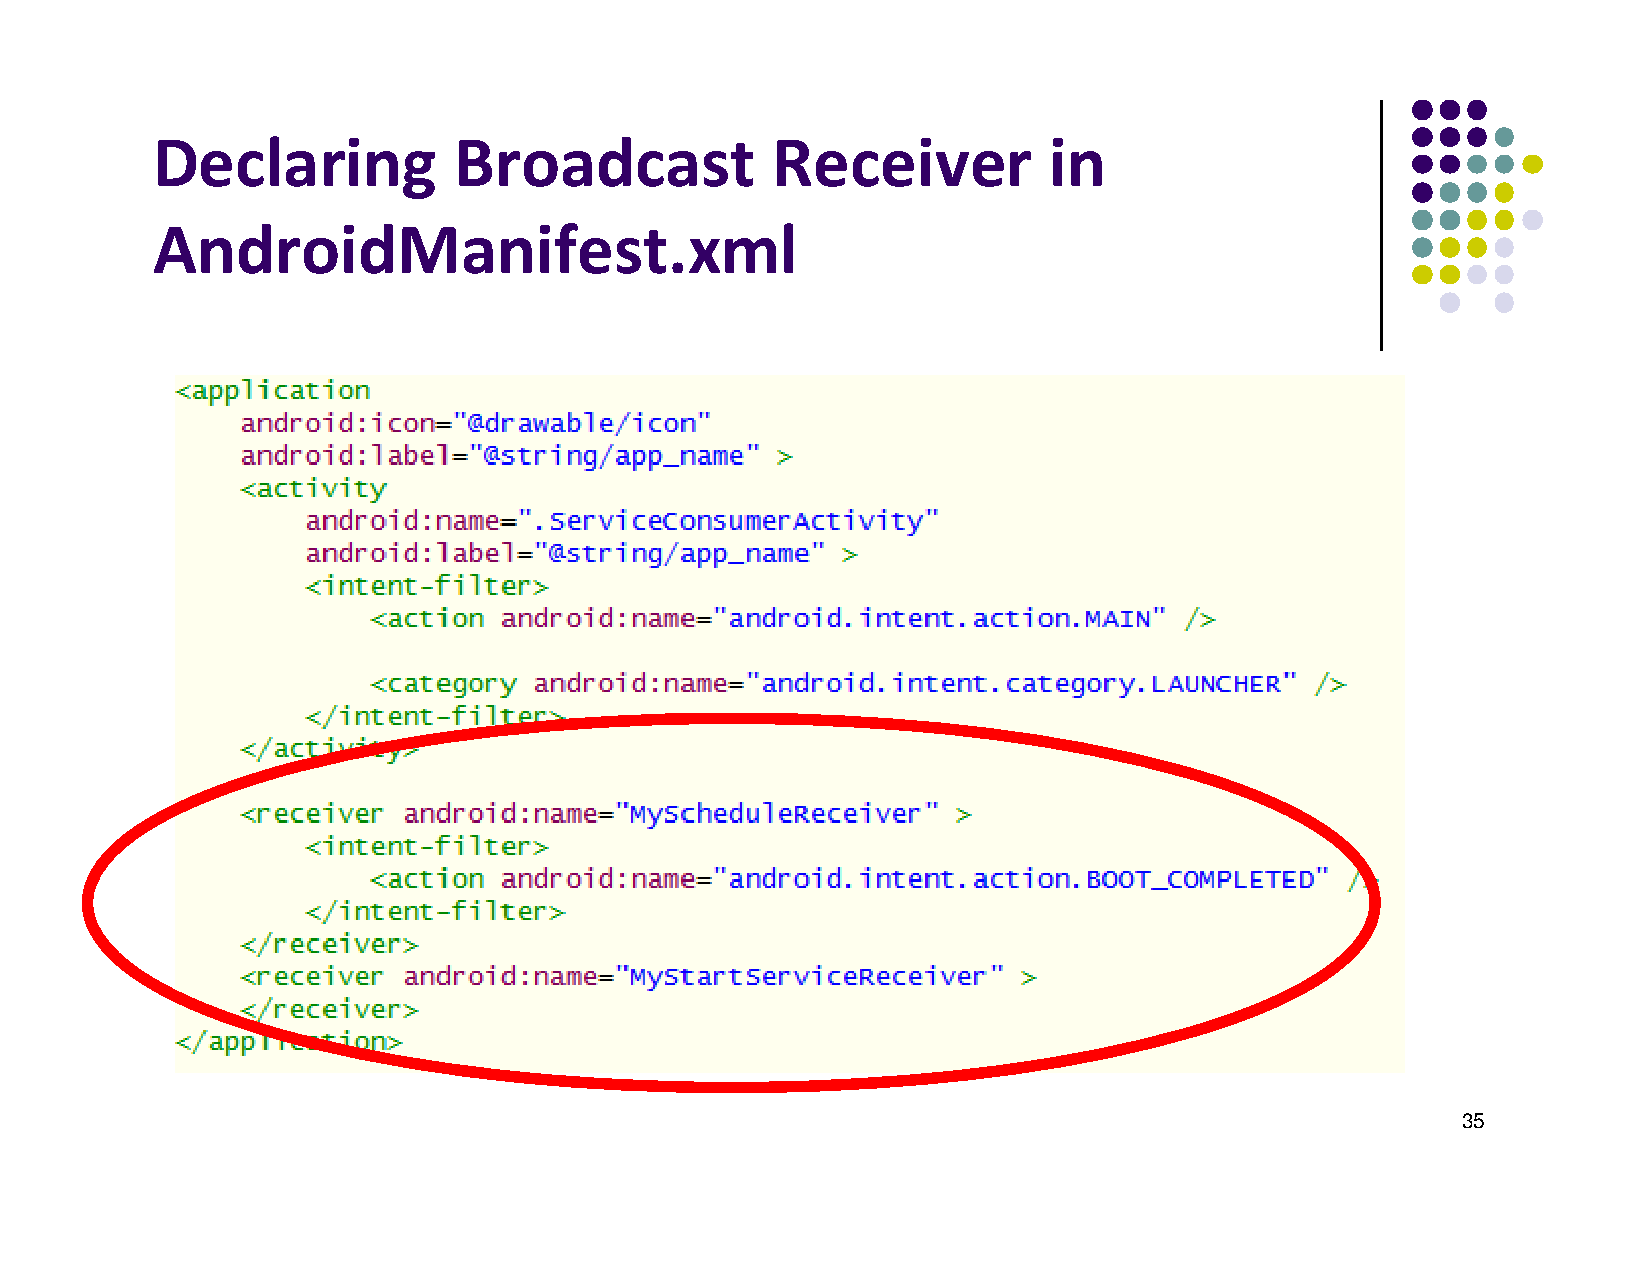 Declaring Broadcast Receiver in
AndroidManifest.xml
<application
    android:icon="@drawable/icon"
    android:label="@string/app_name" >
    <activity
        android:name=".ServiceConsumerActivity"
        android:label="@string/app_name" >
        <intent-filter>
            <action android:name="android.intent.action.MAIN" />
            <category android:name="android.intent.category.LAUNCHER" />
        </intent-filter>
    </activity>
    <receiver android:name="MyScheduleReceiver" >
        <intent-filter>
            <action android:name="android.intent.action.BOOT_COMPLETED" />
        </intent-filter>
    </receiver>
    <receiver android:name="MyStartServiceReceiver" >
    </receiver>
</application>
35